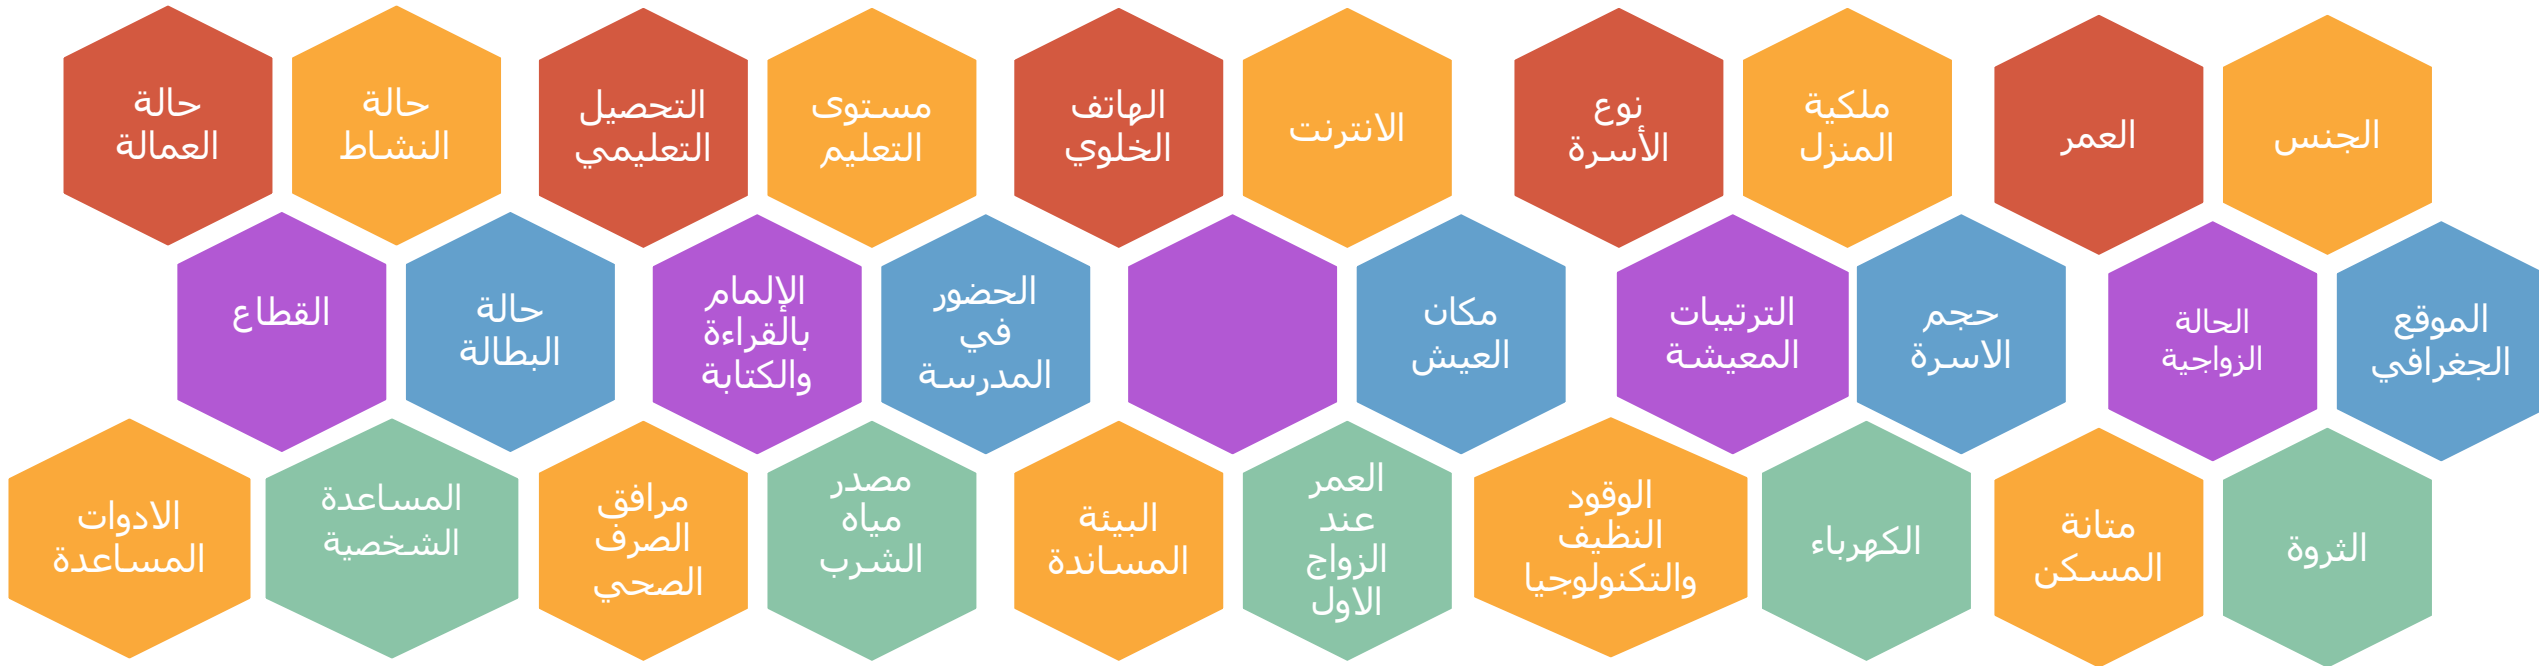 الجنس
العمر
ملكية
المنزل
نوع
الأسرة
الانترنت
الهاتف
الخلوي
مستوى
التعليم
التحصيل
التعليمي
حالة
النشاط
حالة
العمالة
الموقع
الجغرافي
الحالة
الزواجية
حجم
الاسرة
الترتيبات
المعيشة
مكان
العيش
الحضور
في
المدرسة
الإلمام
بالقراءة
والكتابة
حالة
البطالة
القطاع
الثروة
متانة
المسكن
الكهرباء
الوقود
النظيف
والتكنولوجيا
العمر
عند
الزواج
الاول
البيئة
المساندة
مصدر
مياه
الشرب
مرافق
الصرف
الصحي
المساعدة
الشخصية
الادوات
المساعدة